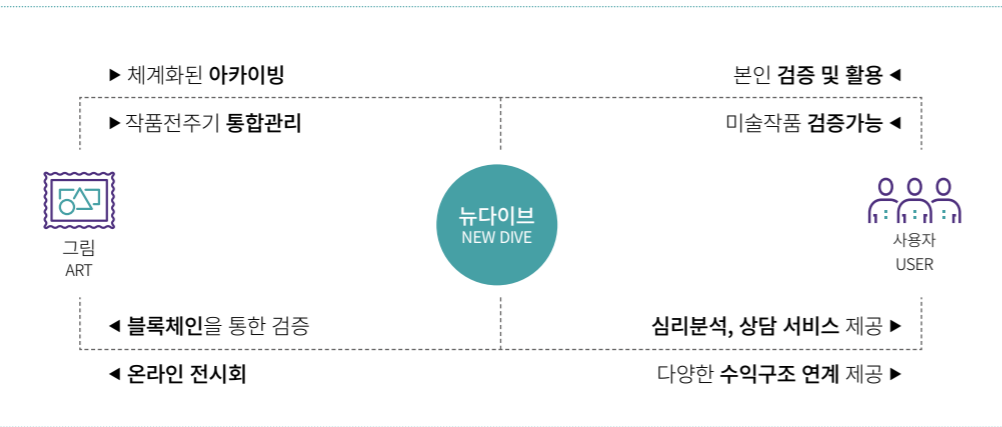 ▶ 체계화된 아카이빙
본인 검증 및 활용 ◀
▶ 작품전주기 통합관리
미술작품 검증가능 ◀
뉴다이브
NEW DIVE
그림
ART
사용자
USER
◀ 블록체인을 통한 검증
심리분석, 상담 서비스 제공 ▶
◀ 온라인 전시회
다양한 수익구조 연계 제공 ▶